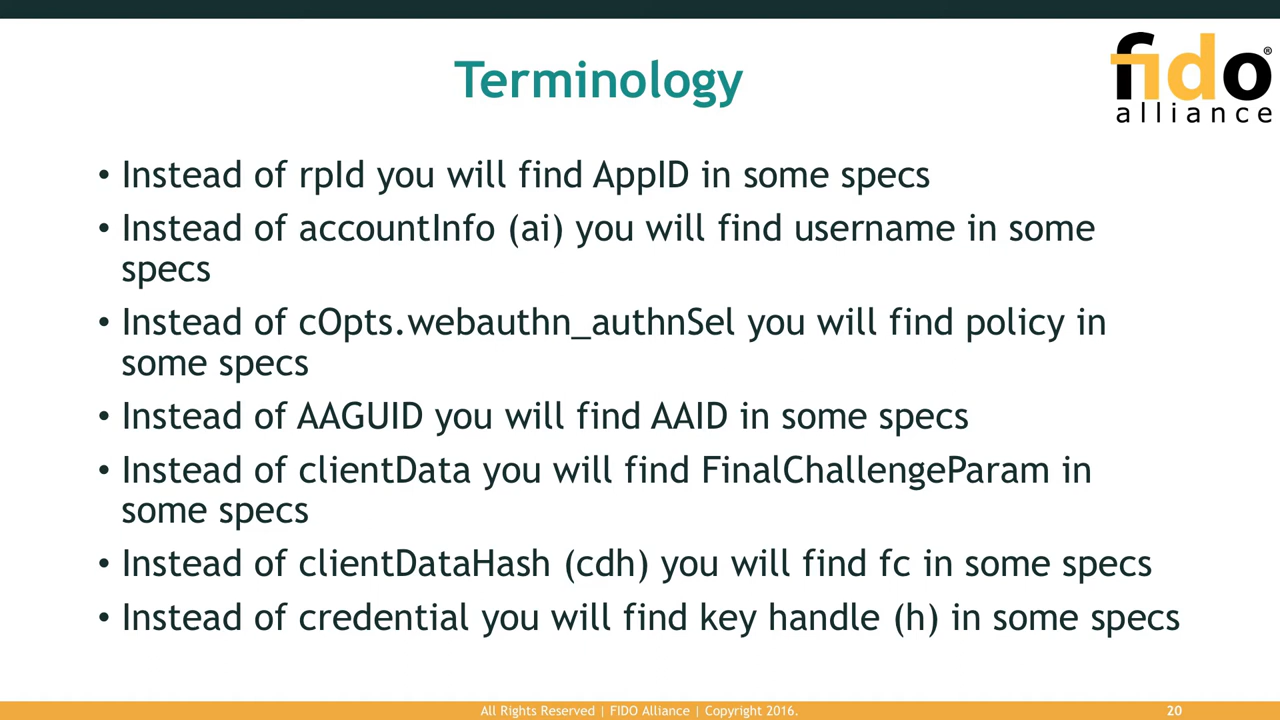 Terminology
fido®
alliance
• Instead of rpId you will find AppID in some specs
• Instead of accountInfo (ai) you will find username in some
specs
• Instead of cOpts.webauthn_authnSel you will find policy in
some specs
• Instead of AAGUID you will find AAID in some specs
• Instead of clientData you will find FinalChallengeParam in
some specs
• Instead of clientDataHash (cdh) you will find fc in some specs
• Instead of credential you will find key handle (h) in some specs
All Rights Reserved | FIDO Alliance | Copyright 2016.
20